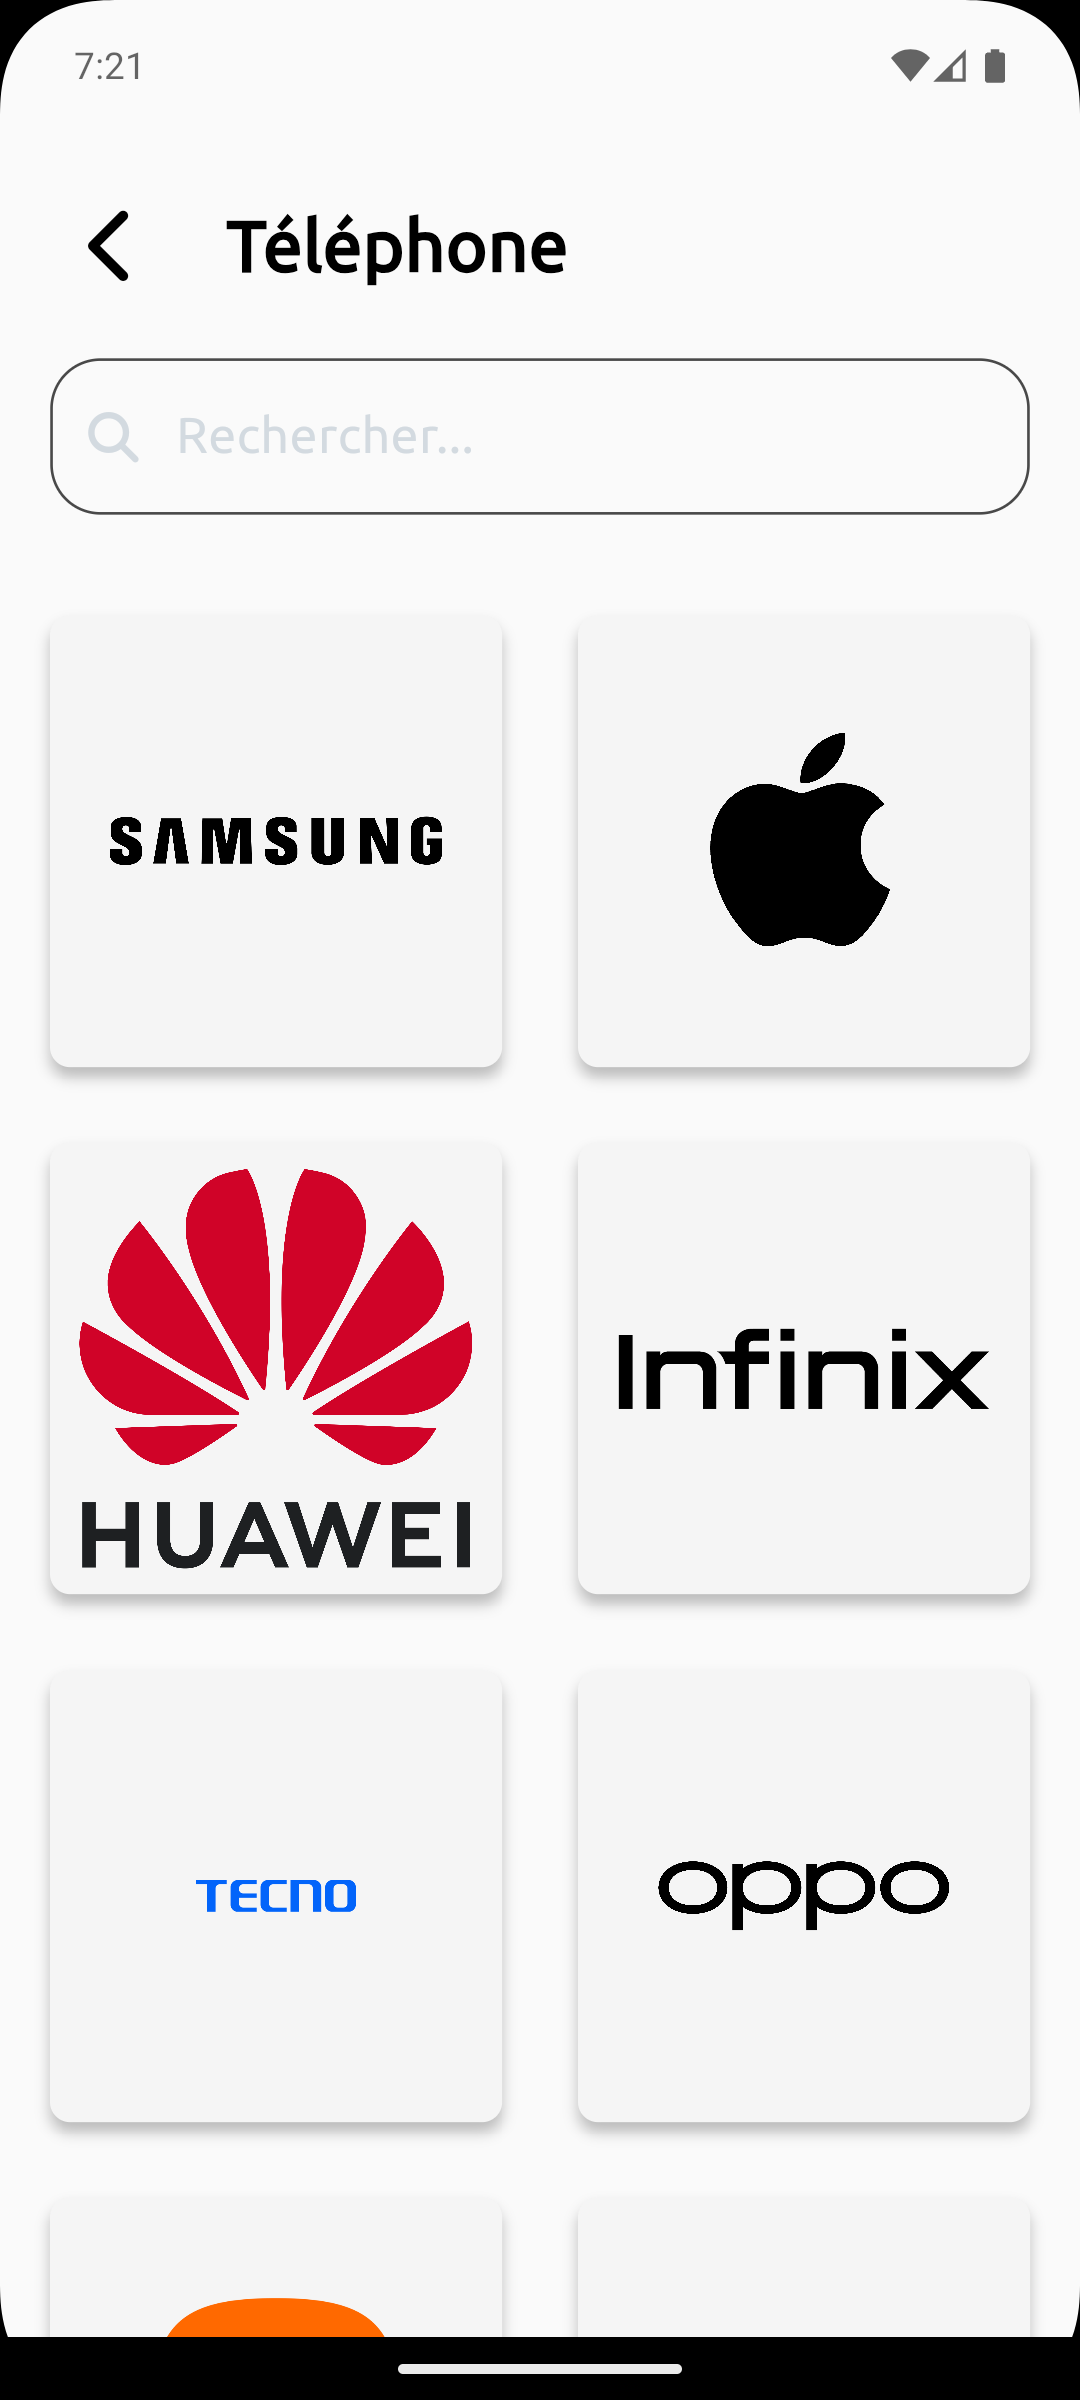 7:21
Téléphone
Rechercher...
SAMSUNG
HUAWEI
Infinix
TECNO
oppo